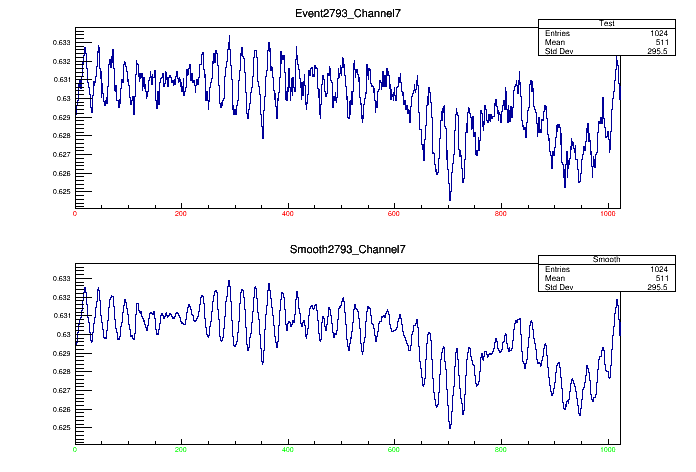 Event2793_Channel7
Test
Entries 1024
Mean 511
Std Dev 295.5
0.633
0.632
0.631
0.63
0.629
0.628
0.627
0.626
0.625
0 200 400 600 800 1000
Smooth2793_Channel7
Smooth
Entries 1024
Mean 511
Std Dev 295.5
0.633
0.632
0.631
0.63
0.629
0.628
0.627
0.626
0.625
0 200 400 600 800 1000